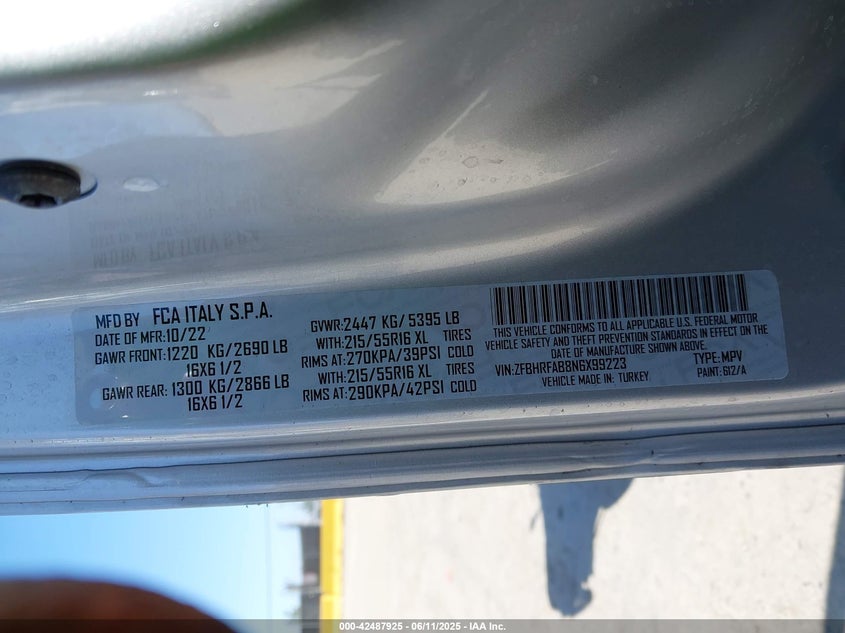 MFD BY FCA ITALY S.P.A.
DATE OF MFR:10/22
GAWR FRONT:1220 KG/2690 LB
16X6 1/2
GAWR REAR: 1300 KG/2866 LB
16X6 1/2
GVWR:2447 KG/ 5395 LB
WITH:215/55R16 XL TIRES
RIMS AT:270KPA/39PSI COLD
WITH:215/55R16 XL TIRES
RIMS AT:290KPA/42PSI COLD
THIS VEHICLE CONFORMS TO ALL APPLICABLE U.S. FEDERAL MOTOR
VEHICLE SAFETY AND THEFT PREVENTION STANDARDS IN EFFECT ON THE
DATE OF MANUFACTURE SHOWN ABOVE.
VIN:ZFBHRFAB8N6X99223 TYPE: MPV
VEHICLE MADE IN: TURKEY PAINT: 612/A
000-42487925 - 06/11/2025 - IAA Inc.